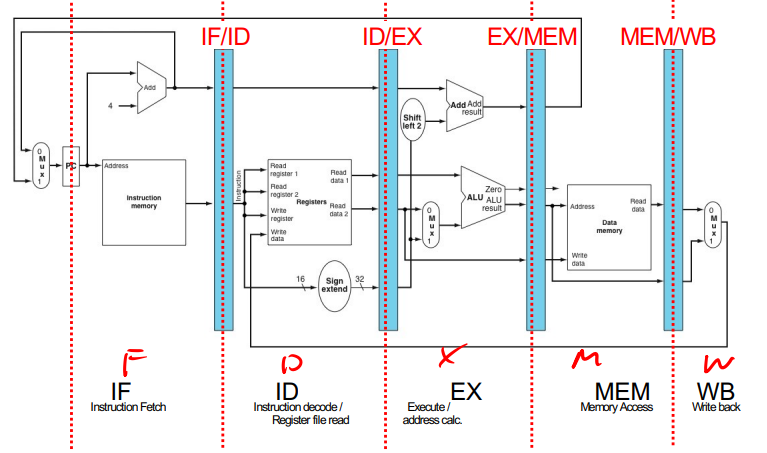 IF/ID
ID/EX
EX/MEM
MEM/WB
Add
4
Shift
left 2
Add Add
result
0
M
u
x
1
PC
Address
Instruction
memory
Instruction
Read
register 1
Read
register 2
Write
register
Write
data
Registers
Read
data 1
Read
data 2
16
Sign
extend
32
0
M
u
x
1
ALU
Zero
ALU
result
Address
Write
data
Data
memory
Read
data
0
M
u
x
1
F
D
X
M
W
IF
Instruction Fetch
ID
Instruction decode /
Register file read
EX
Execute /
address calc.
MEM
Memory Access
WB
Write back